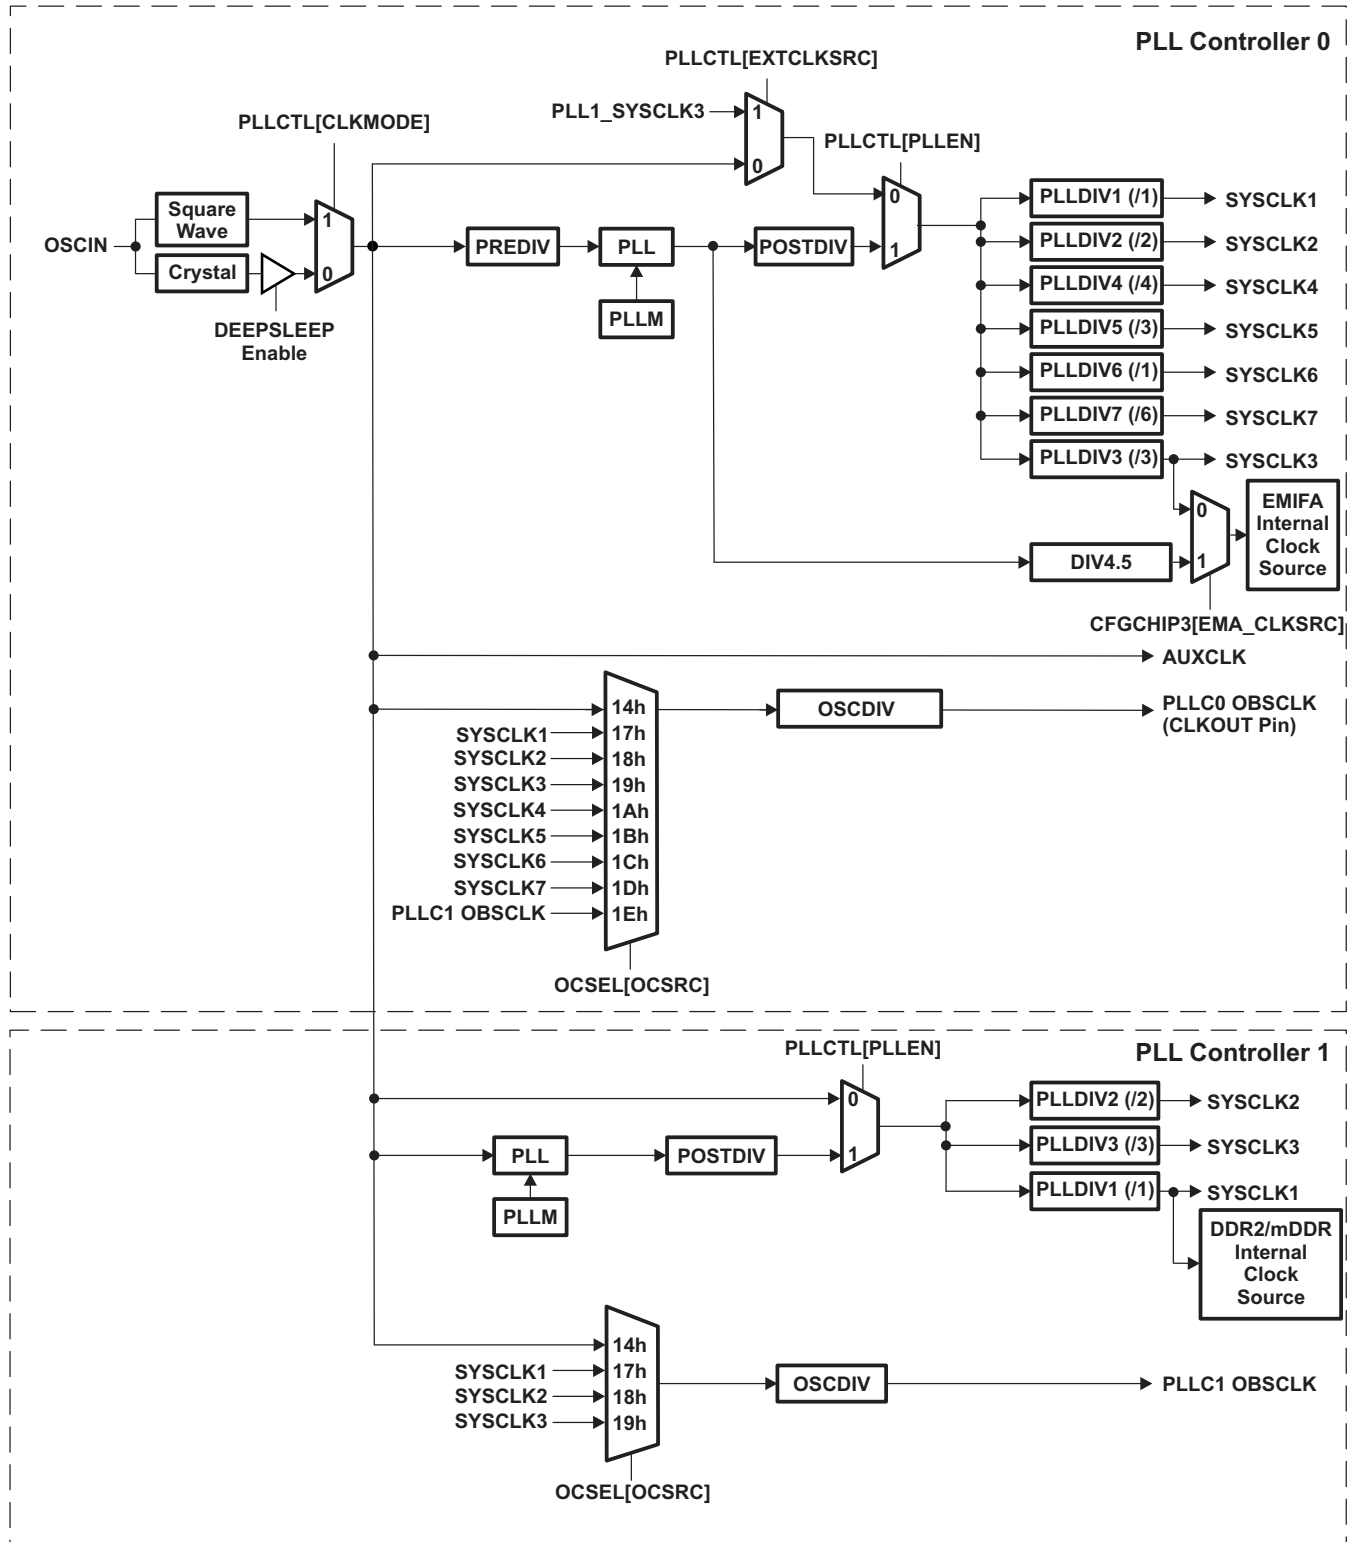 PLL Controller 0
PLLCTL[EXTCLKSRC]
PLL1_SYSCLK3
1
0
PLLCTL[CLKMODE]
PLLCTL[PLLEN]
OSCIN
Square
Wave
Crystal
1
0
DEEPSLEEP
Enable
PREDIV
PLL
PLLM
POSTDIV
0
1
PLLDIV1 (/1)
SYSCLK1
PLLDIV2 (/2)
SYSCLK2
PLLDIV4 (/4)
SYSCLK4
PLLDIV5 (/3)
SYSCLK5
PLLDIV6 (/1)
SYSCLK6
PLLDIV7 (/6)
SYSCLK7
PLLDIV3 (/3)
SYSCLK3
0
1
EMIFA
Internal
Clock
Source
DIV4.5
CFGCHIP3[EMA_CLKSRC]
AUXCLK
14h
OSCDIV
PLLC0 OBSCLK
(CLKOUT Pin)
SYSCLK1
17h
SYSCLK2
18h
SYSCLK3
19h
SYSCLK4
1Ah
SYSCLK5
1Bh
SYSCLK6
1Ch
SYSCLK7
1Dh
PLLC1 OBSCLK
1Eh
OCSEL[OCSRC]
PLL Controller 1
PLLCTL[PLLEN]
0
1
PLL
PLLM
POSTDIV
PLLDIV2 (/2)
SYSCLK2
PLLDIV3 (/3)
SYSCLK3
PLLDIV1 (/1)
SYSCLK1
DDR2/mDDR
Internal
Clock
Source
14h
SYSCLK1
17h
SYSCLK2
18h
SYSCLK3
19h
OSCDIV
PLLC1 OBSCLK
OCSEL[OCSRC]